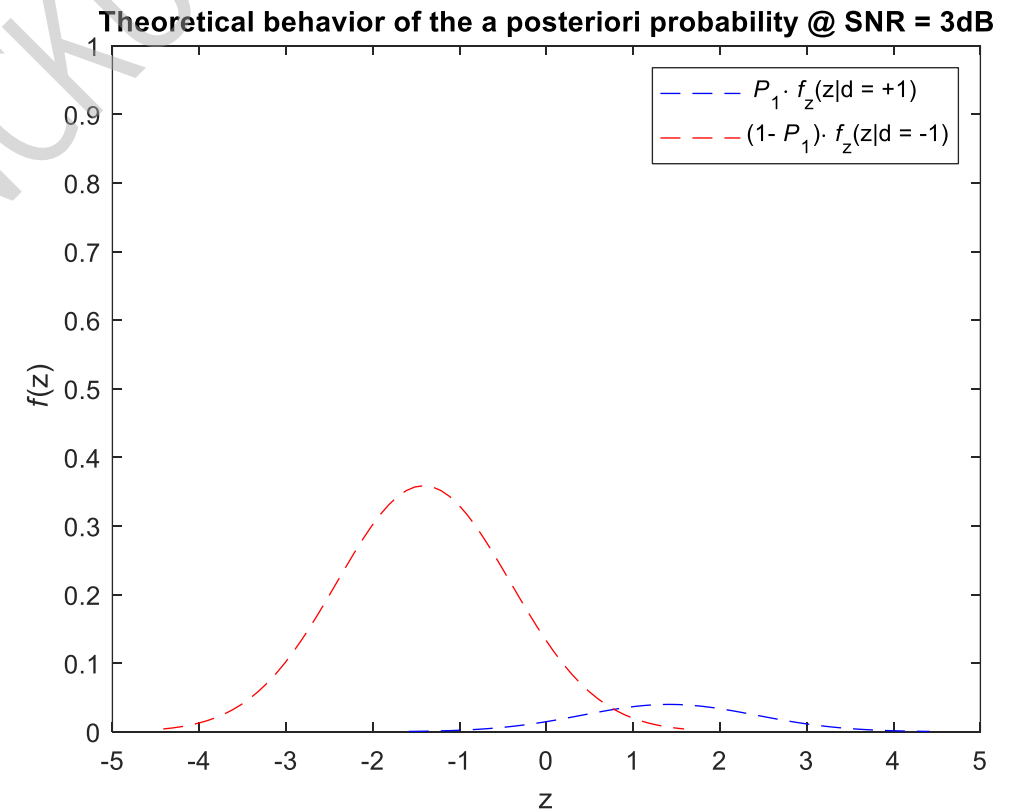 Theoretical behavior of the a posteriori probability @ SNR = 3dB
P1· fz(z|d = +1)
(1- P1)· fz(z|d = -1)
1
0.9
0.8
0.7
0.6
0.5
0.4
0.3
0.2
0.1
0
f(z)
-5 -4 -3 -2 -1 0 1 2 3 4 5
z